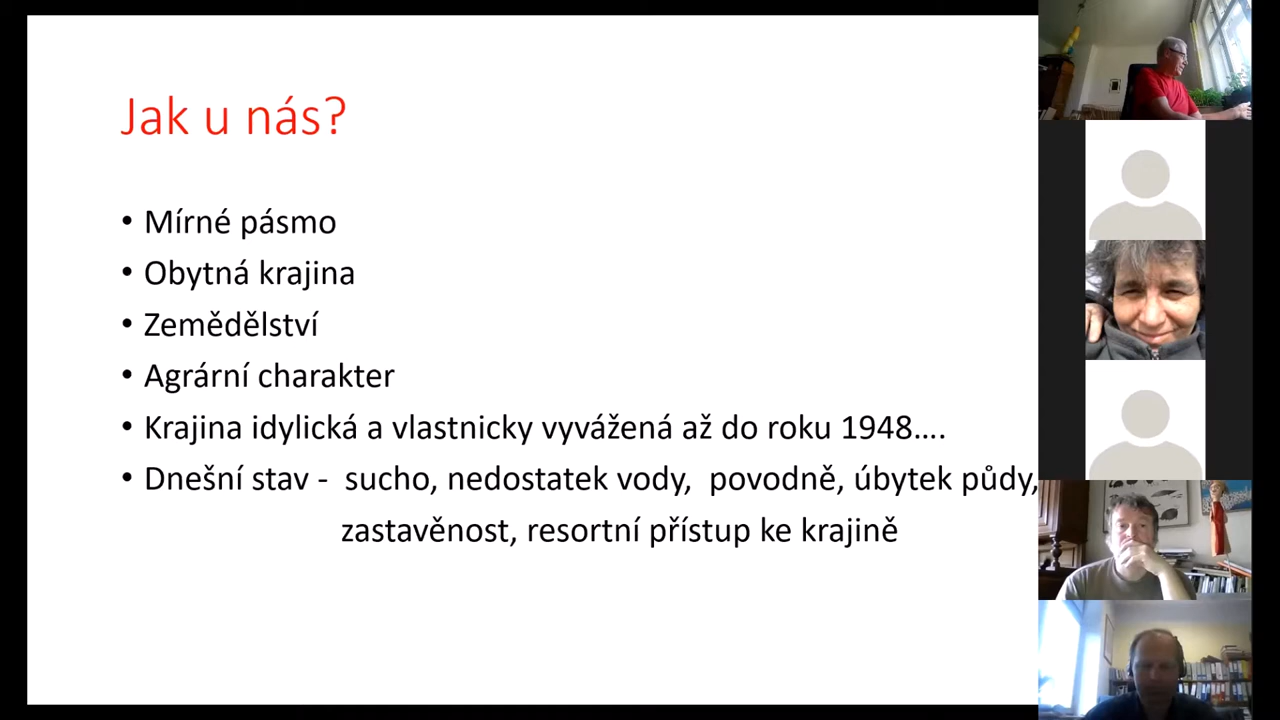 Jak u nás?
• Mírné pásmo
• Obytná krajina
• Zemědělství
• Agrární charakter
• Krajina idylická a vlastnicky vyvážená až do roku 1948….
• Dnešní stav -  sucho, nedostatek vody,  povodně, úbytek půdy,
zastavěnost, resortní přístup ke krajině